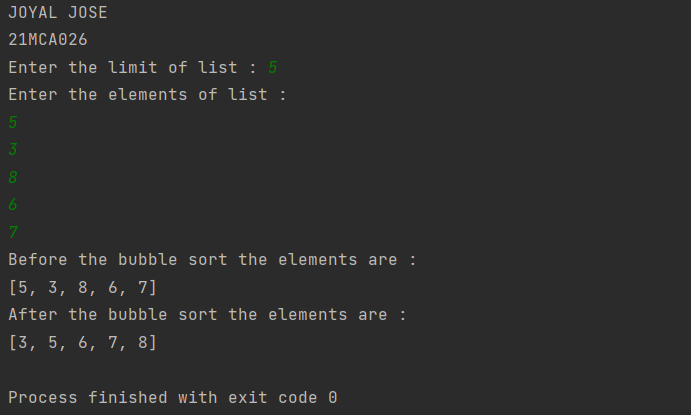 JOYAL JOSE
21MCA026
Enter the limit of list : 5
Enter the elements of list :
5
3
8
6
7
Before the bubble sort the elements are :
[5, 3, 8, 6, 7]
After the bubble sort the elements are :
[3, 5, 6, 7, 8]
Process finished with exit code 0